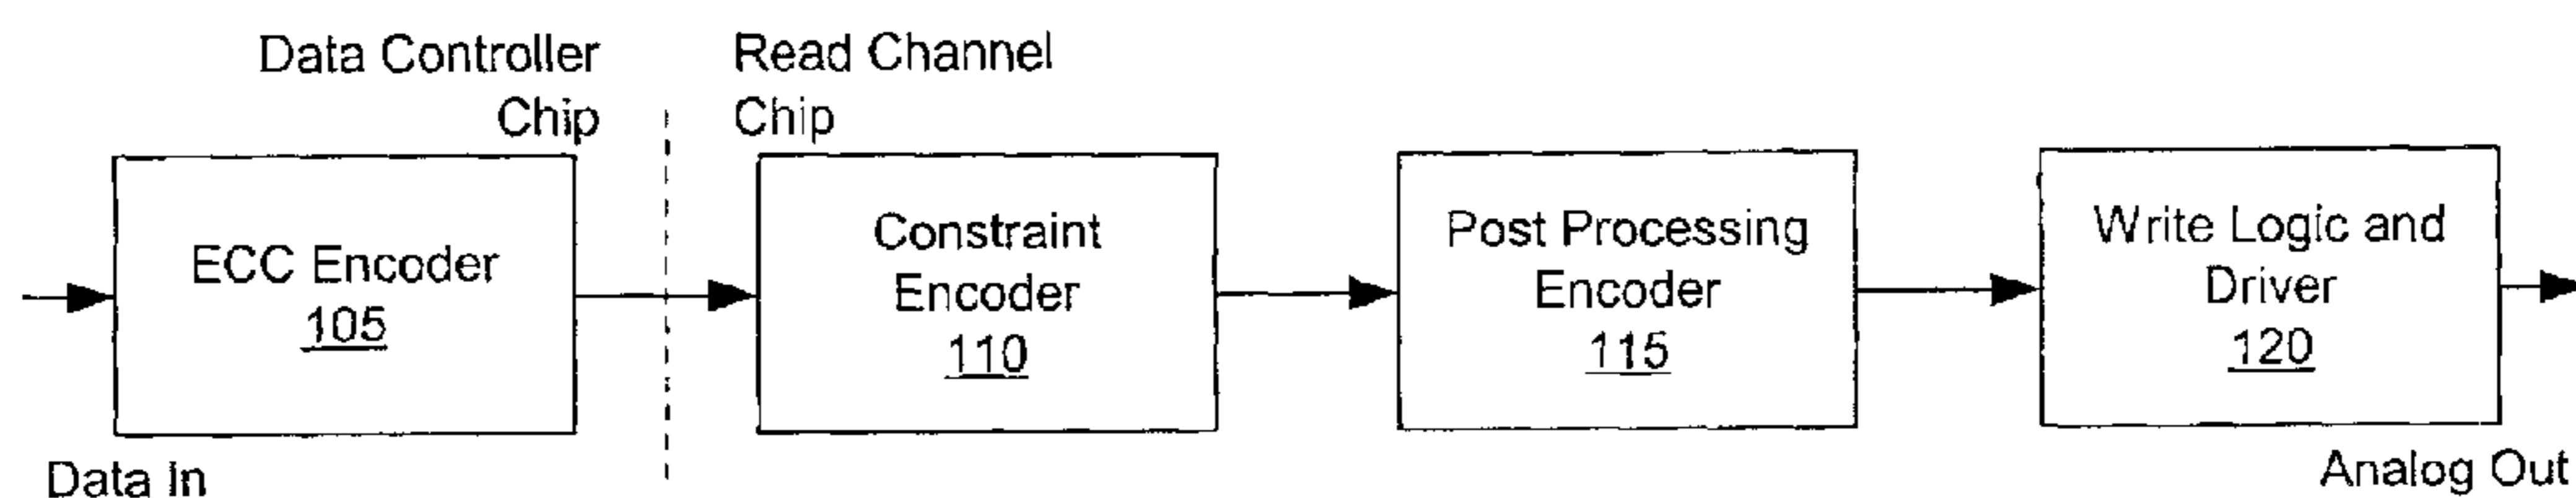 Data Controller
Chip
Read Channel
Chip
ECC Encoder
105
Constraint
Encoder
110
Post Processing
Encoder
115
Write Logic and
Driver
120
Data In
Analog Out